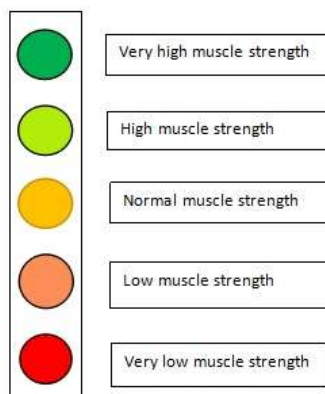 Very high muscle strength
High muscle strength
Normal muscle strength
Low muscle strength
Very low muscle strength